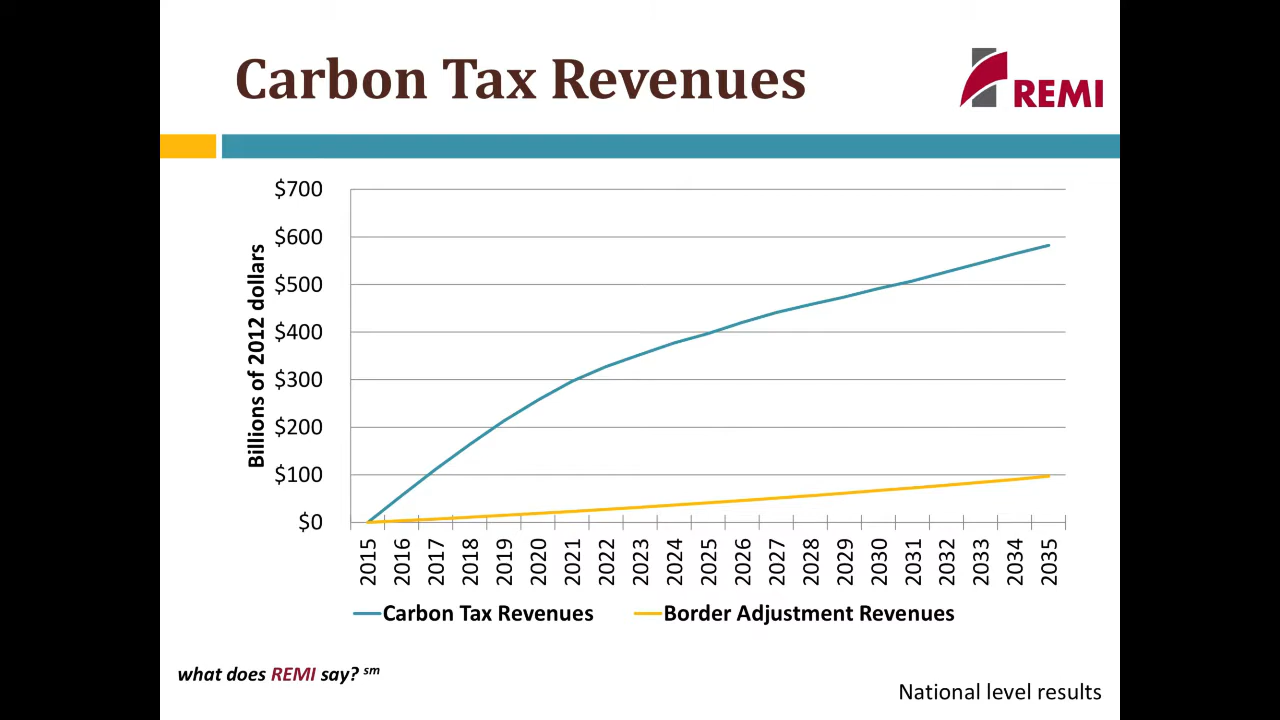 Carbon Tax Revenues
REMI
$700
$600
$500
$400
$300
$200
$100
$0
Billions of 2012 dollars
2015 2016 2017 2018 2019 2020 2021 2022 2023 2024 2025 2026 2027 2028 2029 2030 2031 2032 2033 2034 2035
Carbon Tax Revenues Border Adjustment Revenues
what does REMI say? sm
National level results